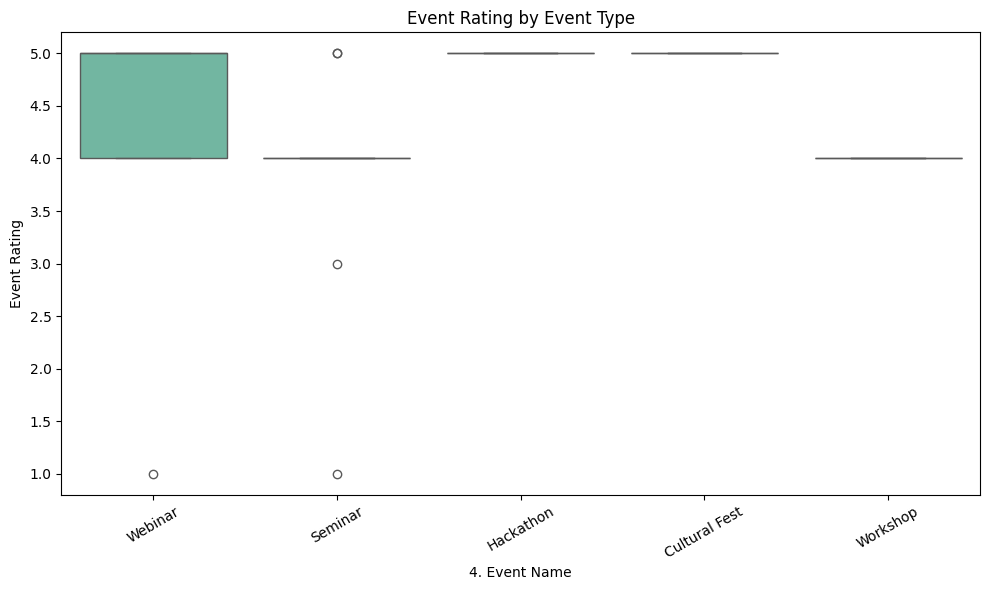 Event Rating by Event Type
Event Rating
5.0
4.5
4.0
3.5
3.0
2.5
2.0
1.5
1.0
Webinar
Seminar
Hackathon
Cultural Fest
Workshop
4. Event Name